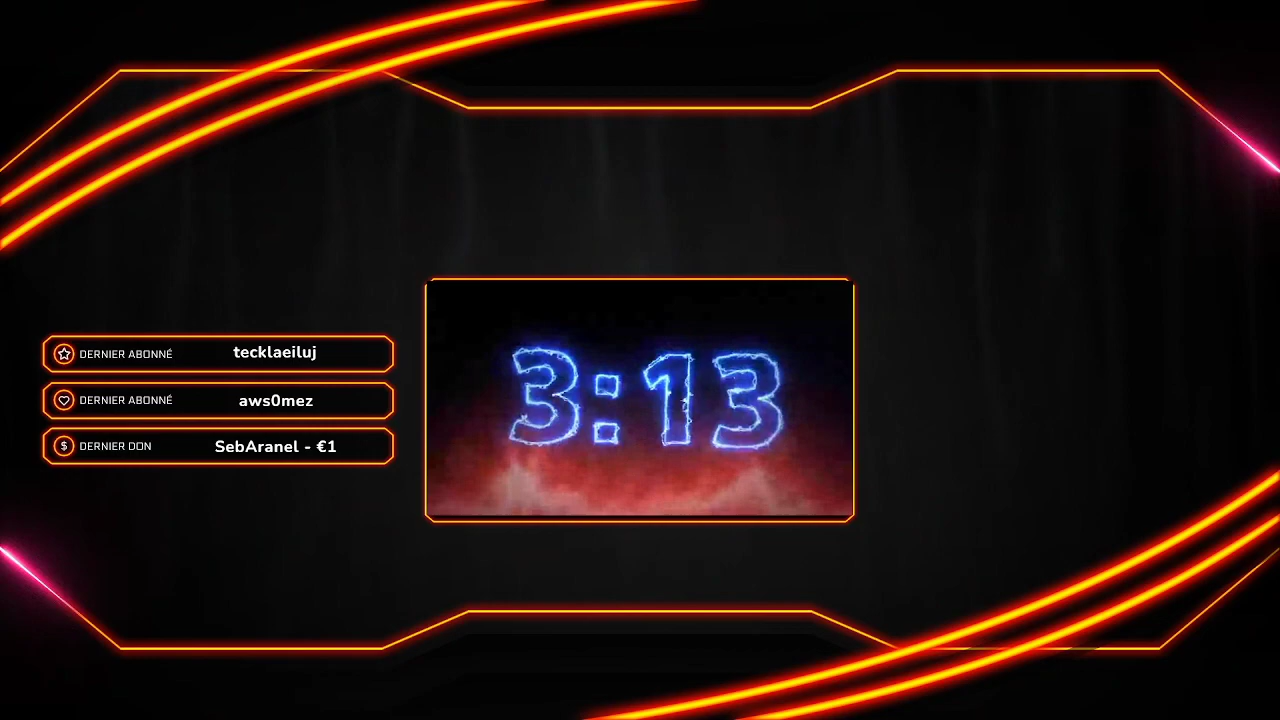 DERNIER ABONNÉ tecklaeiluj
DERNIER ABONNÉ aws0mez
$ DERNIER DON SebAranel - €1
3:13